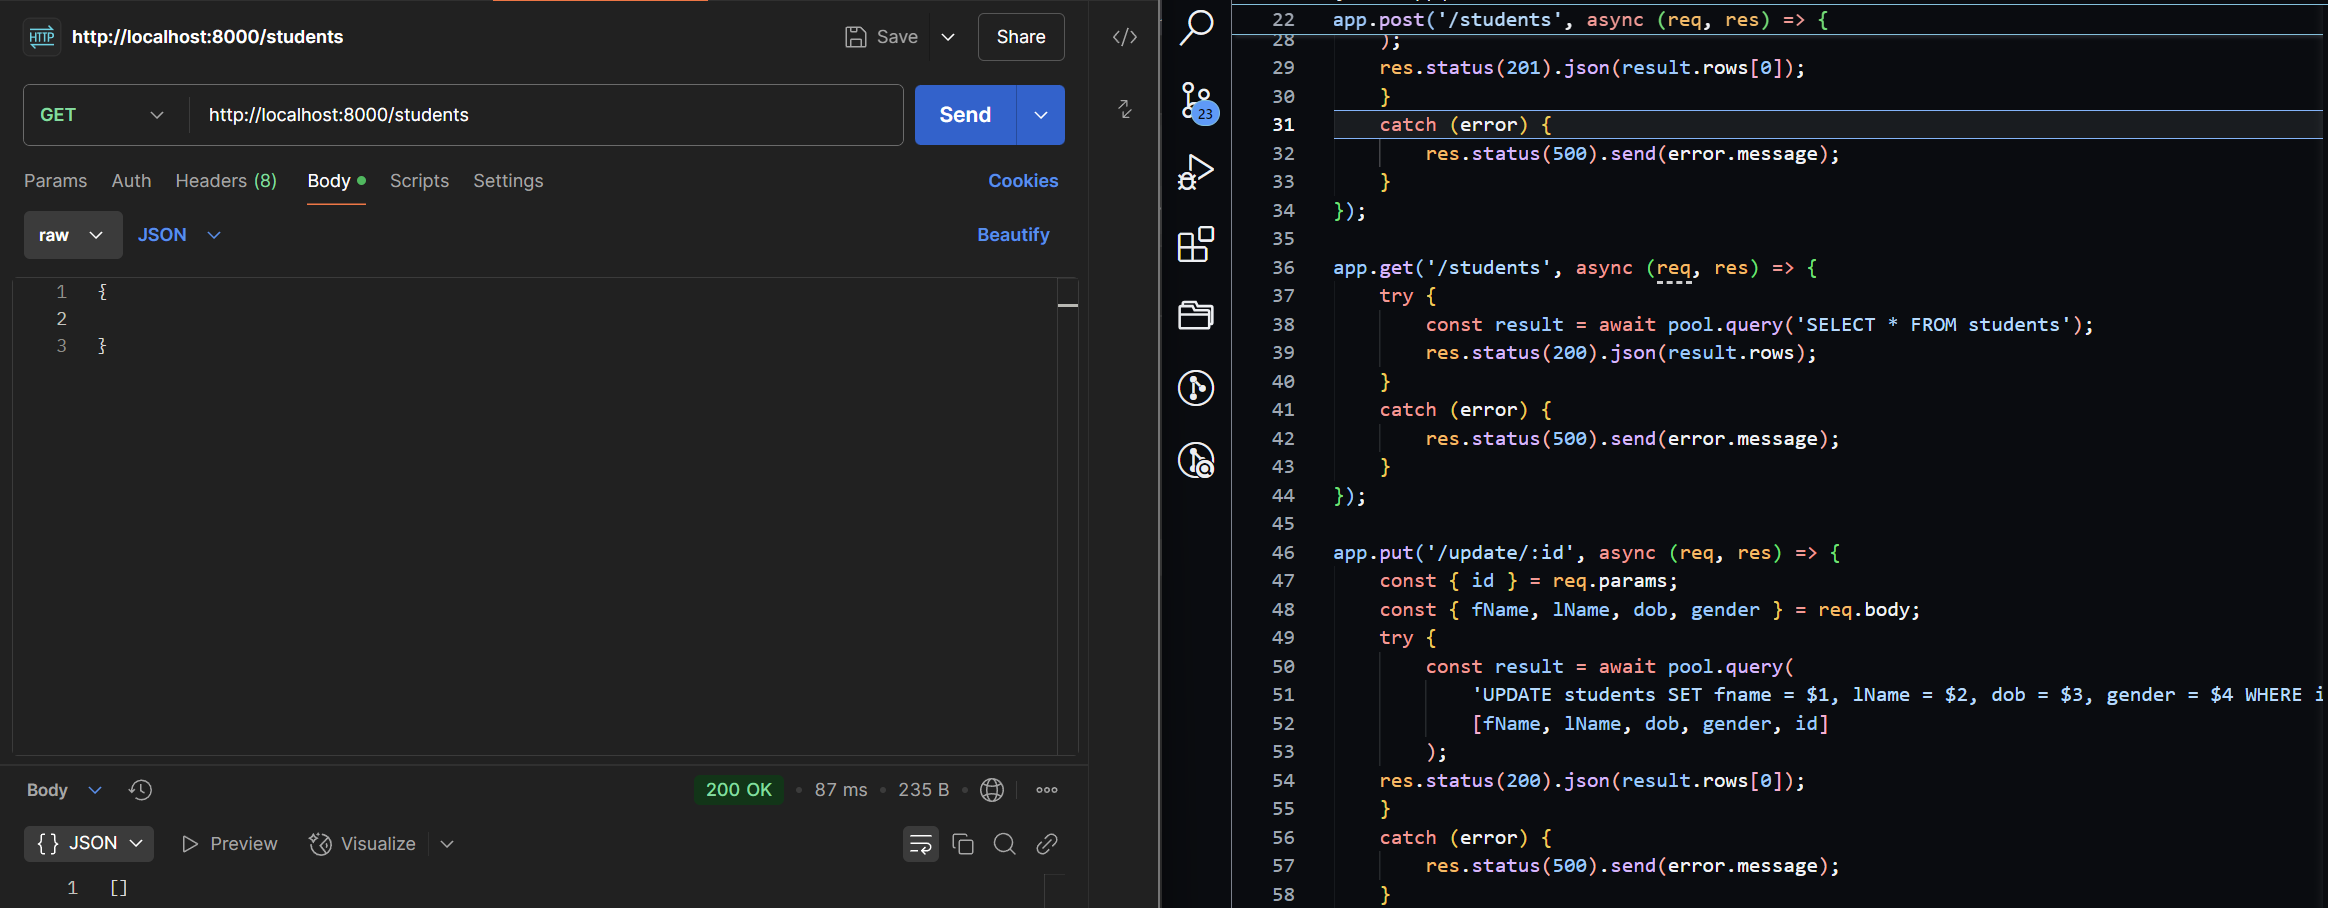 HTTP http://localhost:8000/students Save Share
GET http://localhost:8000/students Send
Params Auth Headers (8) Body Scripts Settings Cookies
raw JSON Beautify
1 {
2
3 }
Body 200 OK • 87 ms • 235 B •
{} JSON Preview Visualize
1 []
23
22 app.post('/students', async (req, res) => {
28 );
29 res.status(201).json(result.rows[0]);
30 }
31 catch (error) {
32 res.status(500).send(error.message);
33 }
34 });
35
36 app.get('/students', async (req, res) => {
37 try {
38 const result = await pool.query('SELECT * FROM students');
39 res.status(200).json(result.rows);
40 }
41 catch (error) {
42 res.status(500).send(error.message);
43 }
44 });
45
46 app.put('/update/:id', async (req, res) => {
47 const { id } = req.params;
48 const { fName, lName, dob, gender } = req.body;
49 try {
50 const result = await pool.query(
51 'UPDATE students SET fname = $1, lName = $2, dob = $3, gender = $4 WHERE i
52 [fName, lName, dob, gender, id]
53 );
54 res.status(200).json(result.rows[0]);
55 }
56 catch (error) {
57 res.status(500).send(error.message);
58 }